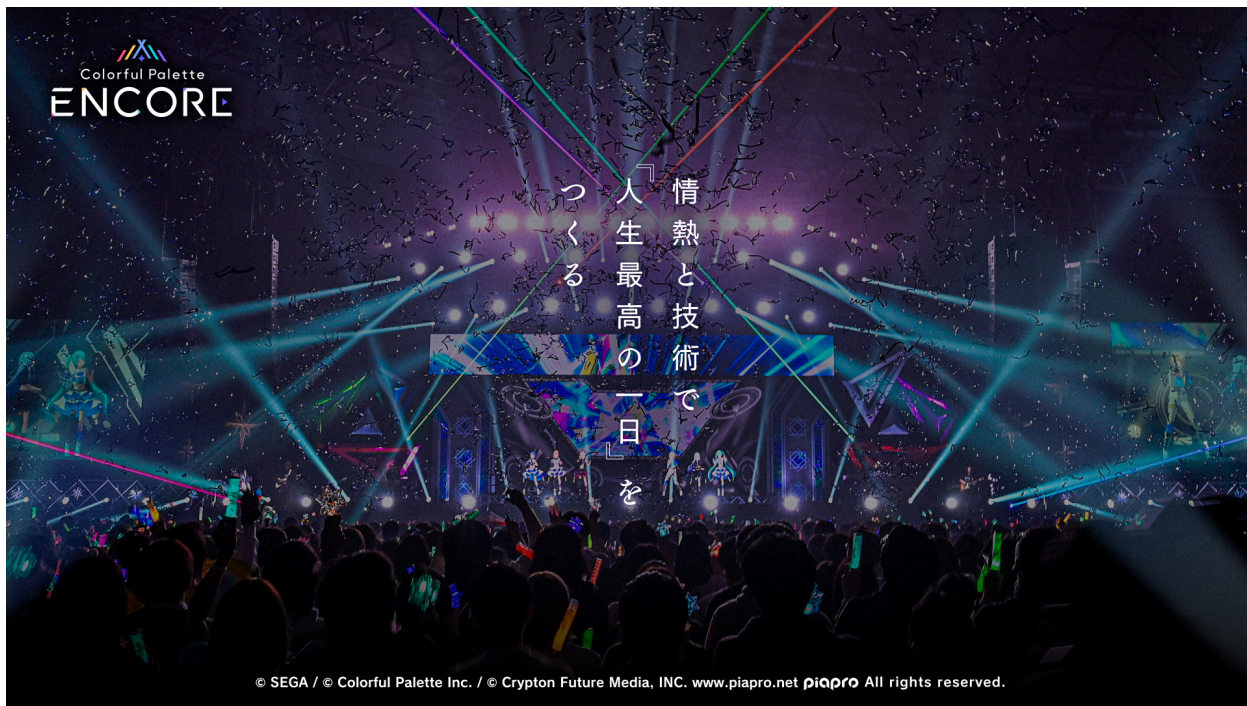 Colorful Palette
ENCORE
情熱と技術で
『人生最高の一日』を
つくる
© SEGA / © Colorful Palette Inc. / © Crypton Future Media, INC. www.piapro.net piapro All rights reserved.